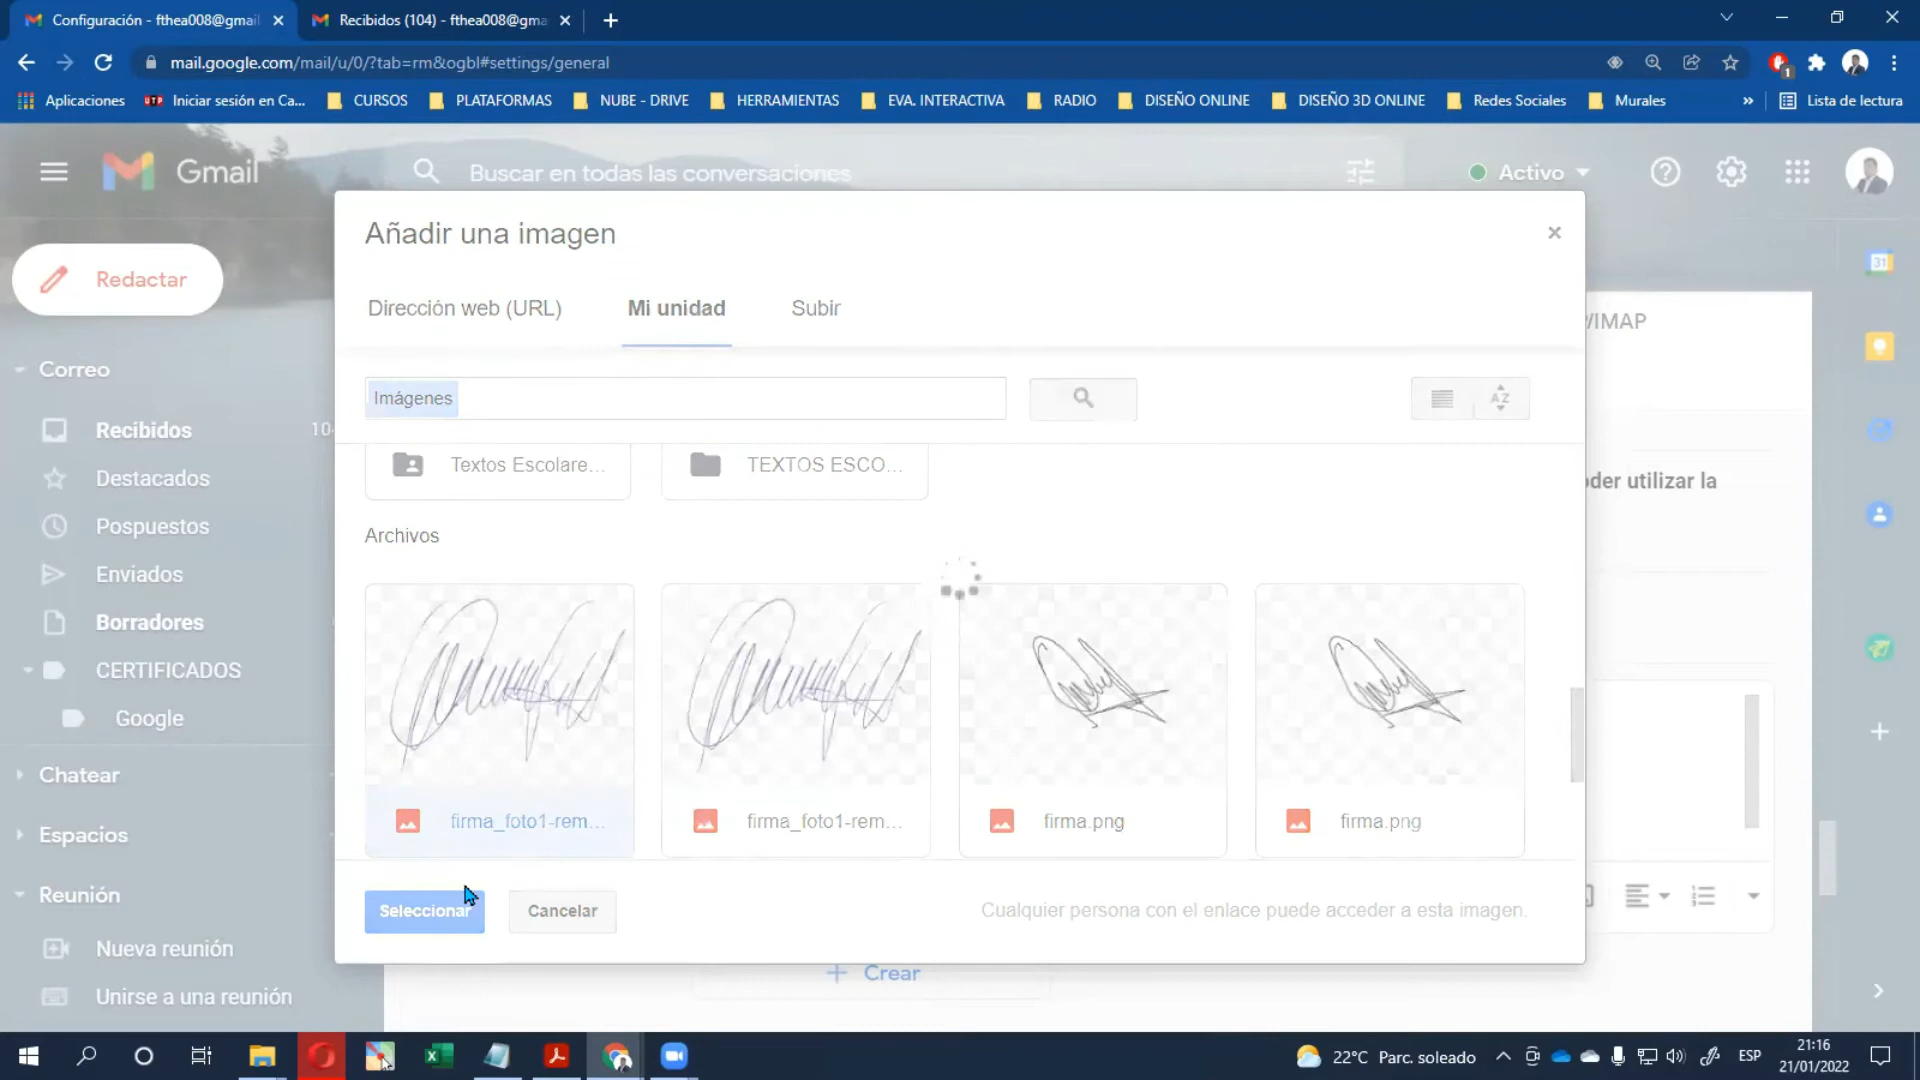 Configuración - fthea008@gmail
Recibidos (104) - fthea008@gma
mail.google.com/mail/u/0/?tab=rm&ogbl#settings/general
Aplicaciones
UTP
Iniciar sesión en Ca...
CURSOS
PLATAFORMAS
NUBE - DRIVE
HERRAMIENTAS
EVA. INTERACTIVA
RADIO
DISEÑO ONLINE
DISEÑO 3D ONLINE
Redes Sociales
Murales
»
Lista de lectura
Gmail
Buscar en todas las conversaciones
Activo
Redactar
Correo
Recibidos
Destacados
Pospuestos
Enviados
Borradores
CERTIFICADOS
Google
Chatear
Espacios
Reunión
Nueva reunión
Unirse a una reunión
Añadir una imagen
Dirección web (URL)
Mi unidad
Subir
Imágenes
AZ
Textos Escolare...
TEXTOS ESCO...
Archivos
firma_foto1-rem...
firma_foto1-rem...
firma.png
firma.png
Seleccionar
Cancelar
Cualquier persona con el enlace puede acceder a esta imagen.
/IMAP
oder utilizar la
+ Crear
31
22°C Parc. soleado
ESP
21:16
21/01/2022